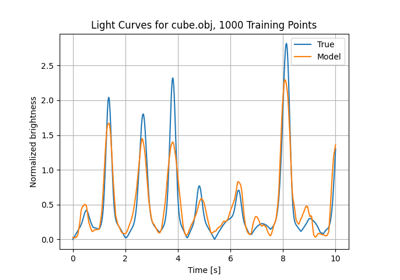 Light Curves for cube.obj, 1000 Training Points
True
Model
Normalized brightness
2.5
2.0
1.5
1.0
0.5
0.0
0
2
4
6
8
10
Time [s]